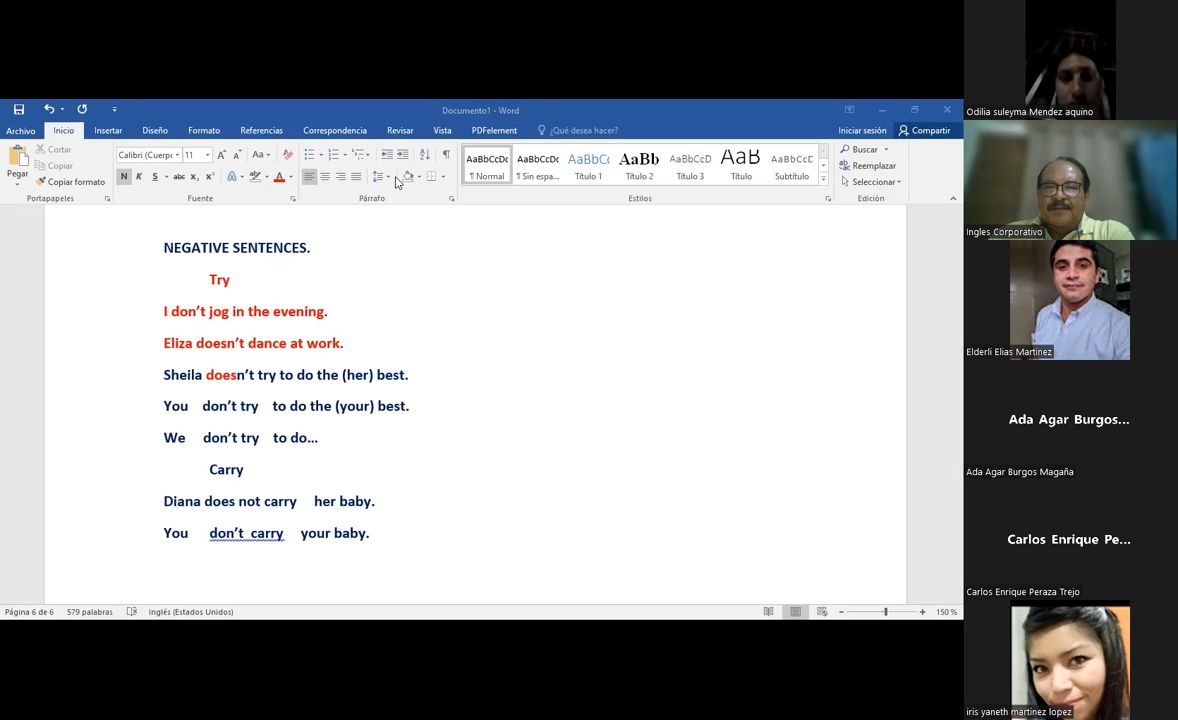 Documento1 - Word
Archivo Inicio Insertar Diseño Formato Referencias Correspondencia Revisar Vista PDFelement ¿Qué desea hacer? Iniciar sesión Compartir
Pegar
Cortar
Copiar
Copiar formato
Portapapeles
Calibri (Cuerpo 11
Aa
N K S abc x₂ x²
Fuente
Párrafo
AaBbCcDc AaBbCcDc AaBbCc AaBb AaBbCcD AaB AaBbCcD
¶ Normal ¶ Sin espa... Título 1 Título 2 Título 3 Título Subtítulo
Estilos
Buscar
Reemplazar
Seleccionar
Edición
NEGATIVE SENTENCES.
Try
I don't jog in the evening.
Eliza doesn't dance at work.
Sheila doesn't try to do the (her) best.
You don't try to do the (your) best.
We don't try to do...
Carry
Diana does not carry her baby.
You don't carry your baby.
Página 6 de 6 579 palabras Inglés (Estados Unidos) 150 %
Odilia suleyma Mendez aquino
Ingles Corporativo
Elderli Elias Martinez
Ada Agar Burgos...
Ada Agar Burgos Magaña
Carlos Enrique Pe...
Carlos Enrique Peraza Trejo
iris yaneth martinez lopez